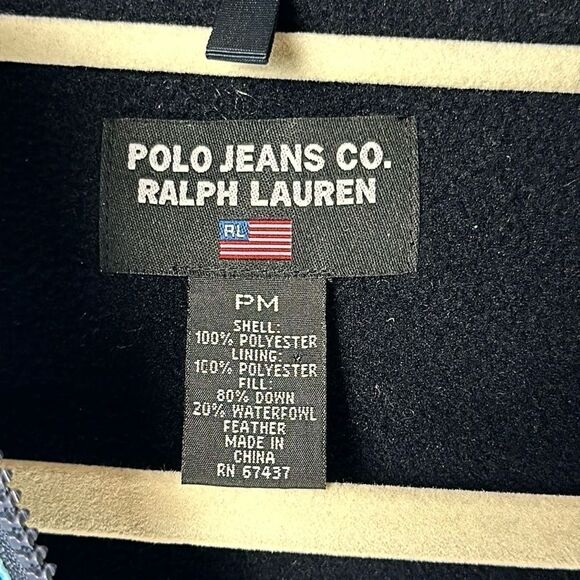 POLO JEANS CO.
RALPH LAUREN
RL
PM
SHELL:
100% POLYESTER
LINING:
100% POLYESTER
FILL:
80% DOWN
20% WATERFOWL
FEATHER
MADE IN
CHINA
RN 67437